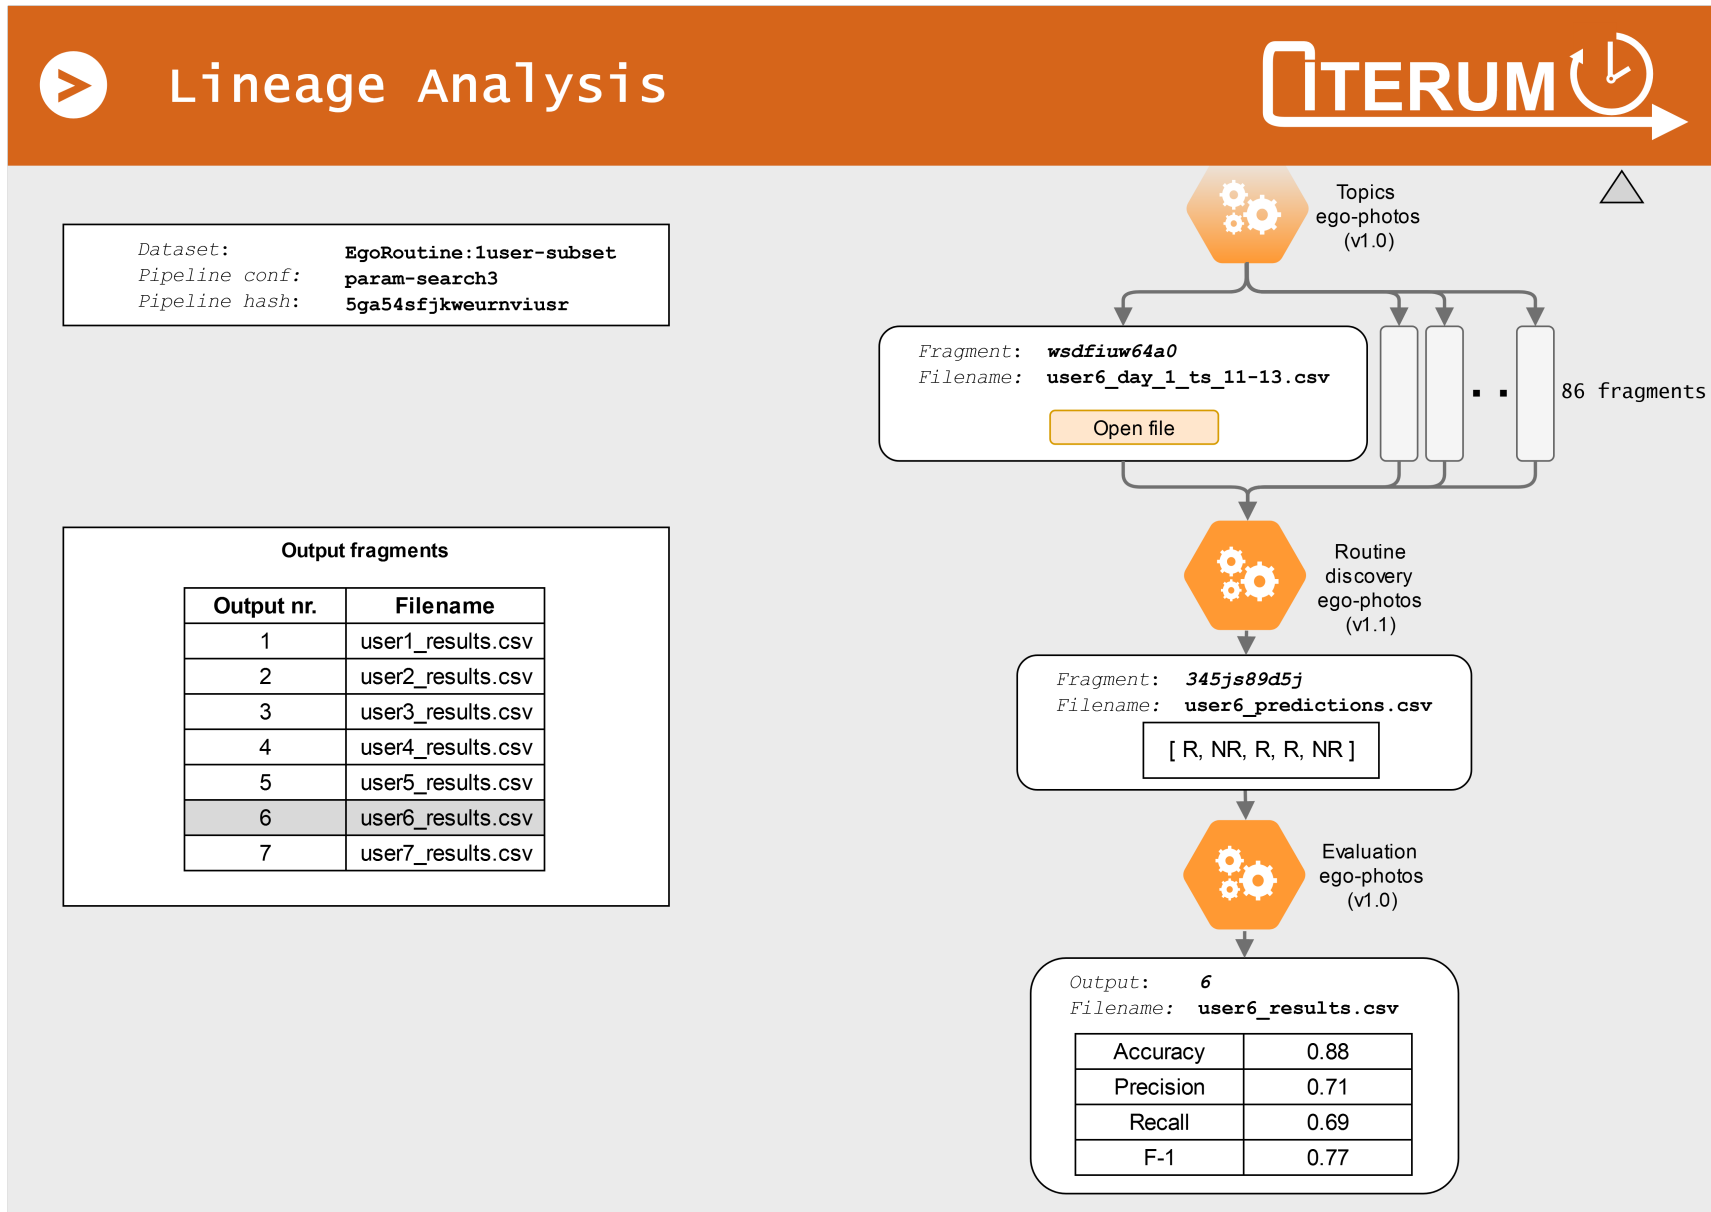 Lineage Analysis
ITERUM
Dataset: EgoRoutine:1user-subset
Pipeline conf: param-search3
Pipeline hash: 5ga54sfjkweurnviusr
Output fragments
Output nr. Filename
1 user1_results.csv
2 user2_results.csv
3 user3_results.csv
4 user4_results.csv
5 user5_results.csv
6 user6_results.csv
7 user7_results.csv
Topics
ego-photos
(v1.0)
Fragment: wsdfiuw64a0
Filename: user6_day_1_ts_11-13.csv
Open file
86 fragments
Routine
discovery
ego-photos
(v1.1)
Fragment: 345js89d5j
Filename: user6_predictions.csv
[ R, NR, R, R, NR ]
Evaluation
ego-photos
(v1.0)
Output: 6
Filename: user6_results.csv
Accuracy 0.88
Precision 0.71
Recall 0.69
F-1 0.77